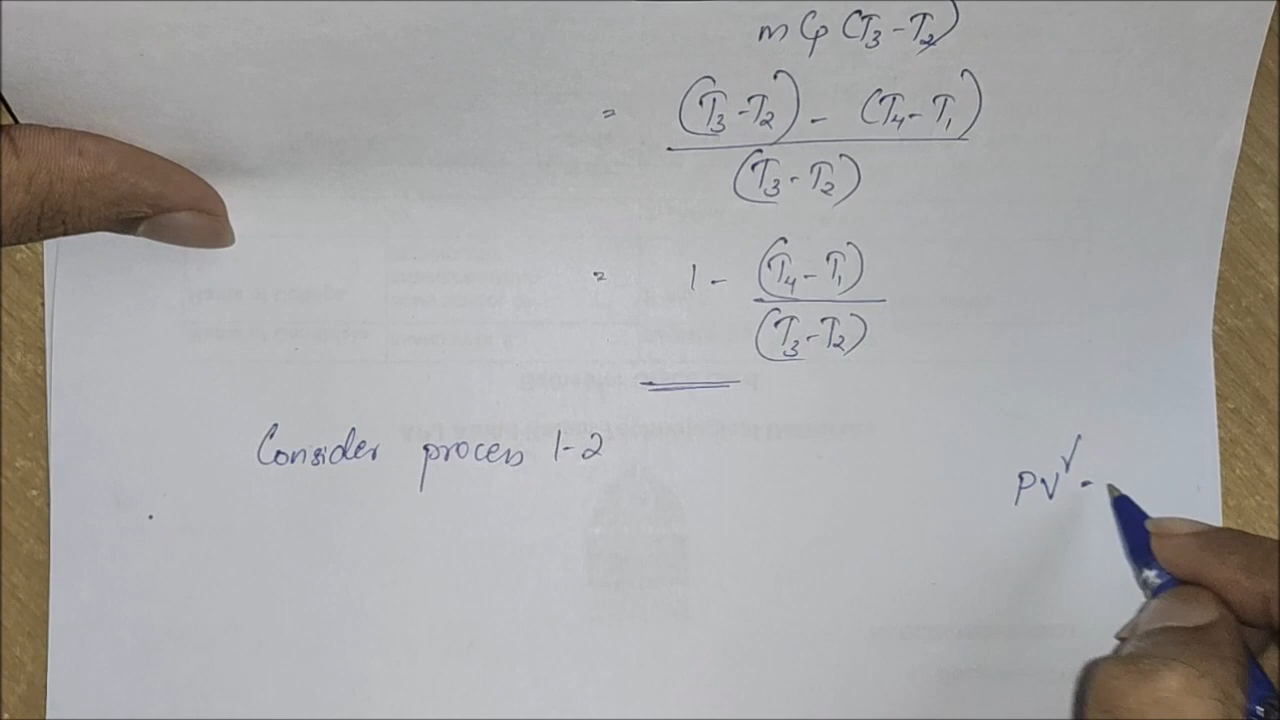 m Cp (T₃ - T₂)
= (T₃ - T₂) - (T₄ - T₁)
(T₃ - T₂)
= 1 - (T₄ - T₁)
(T₃ - T₂)
Consider process 1-2
PV^γ =